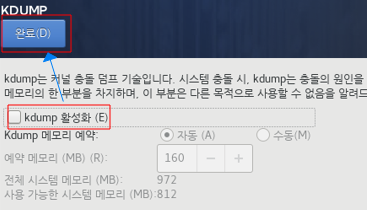 KDUMP
완료(D)
kdump는 커널 충돌 덤프 기술입니다. 시스템 충돌 시, kdump는 충돌의 원인을
메모리의 한 부분을 차지하며, 이 부분은 다른 목적으로 사용할 수 없음을 알려드
kdump 활성화 (E)
Kdump 메모리 예약: 자동 (A) 수동(M)
예약 메모리 (MB) (R): 160 − +
전체 시스템 메모리 (MB): 972
사용 가능한 시스템 메모리 (MB):812